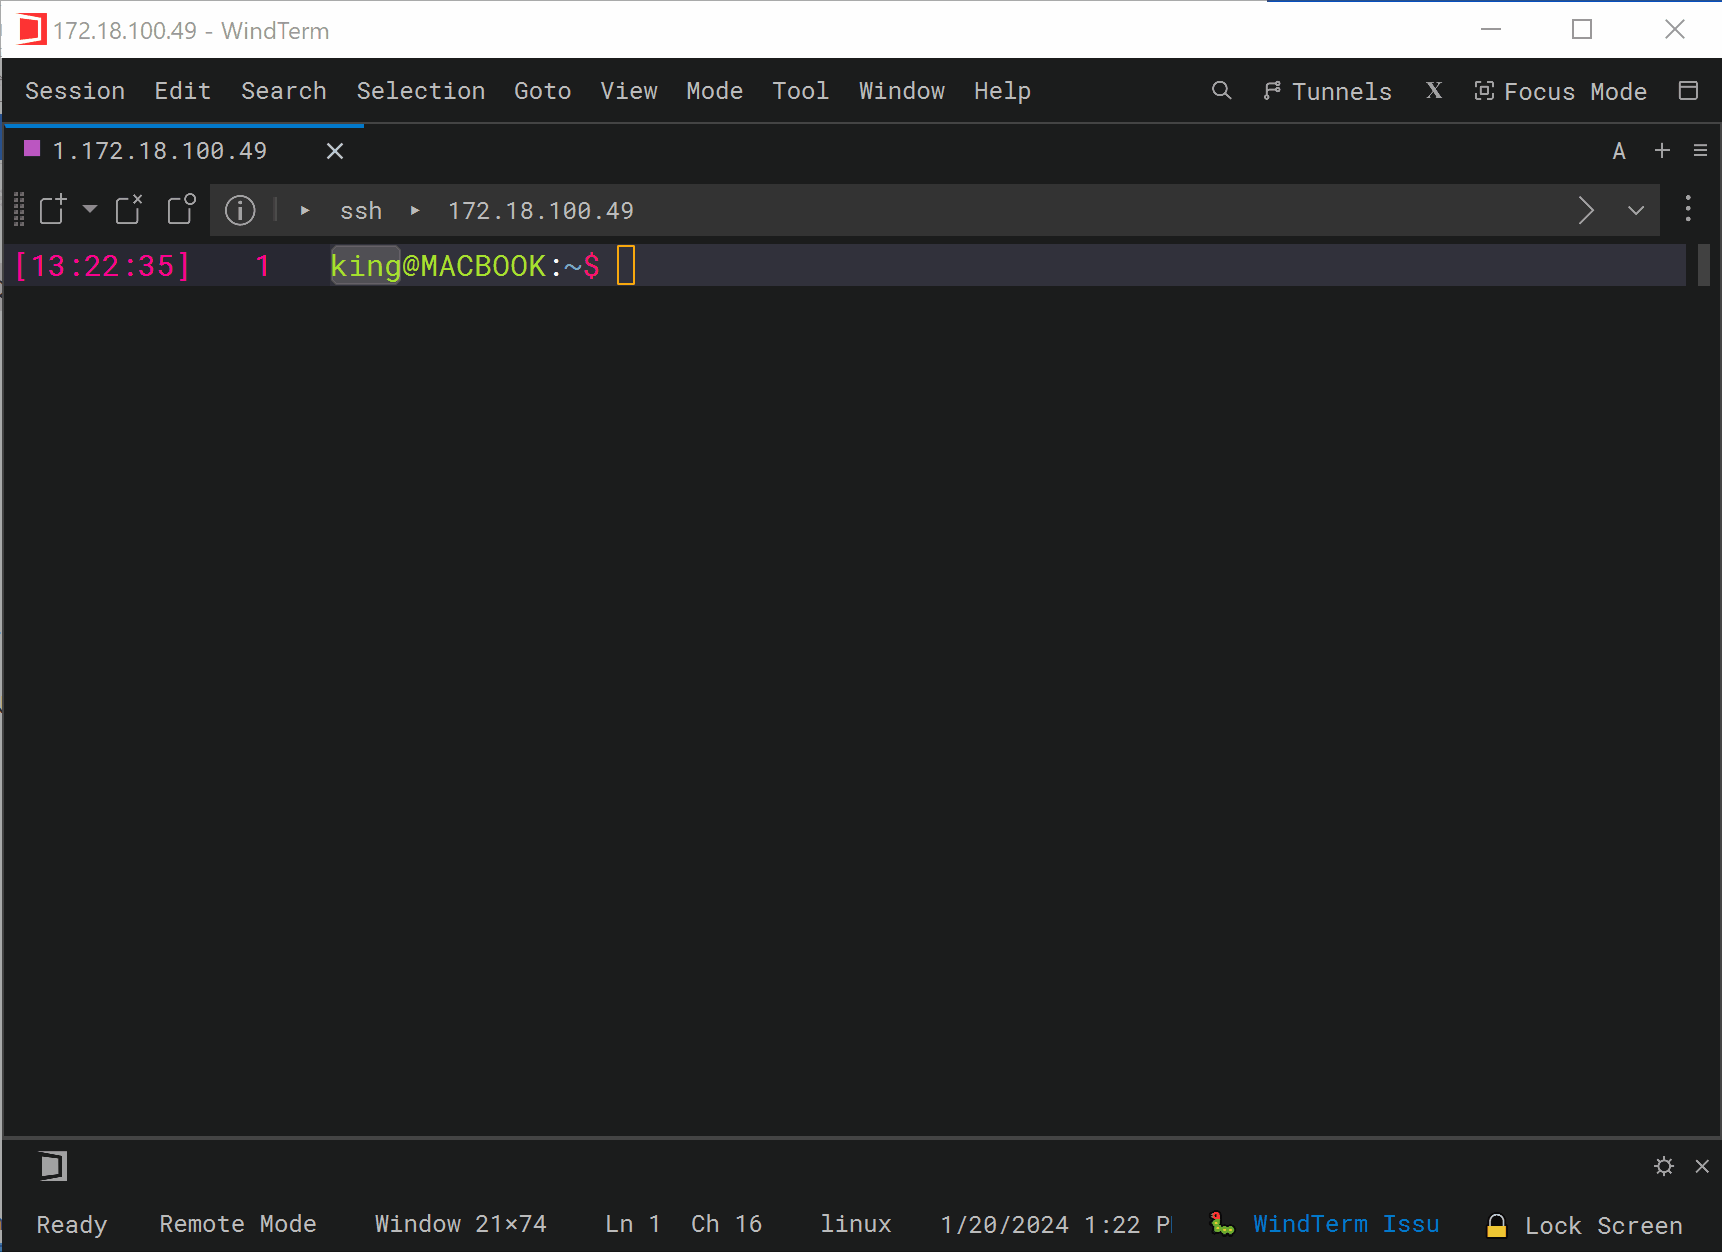 172.18.100.49 - WindTerm
Session Edit Search Selection Goto View Mode Tool Window Help Tunnels X Focus Mode
1.172.18.100.49 A
ssh 172.18.100.49
[13:22:35] 1 king@MACBOOK:~$
Ready Remote Mode Window 21×74 Ln 1 Ch 16 linux 1/20/2024 1:22 P WindTerm Issu Lock Screen